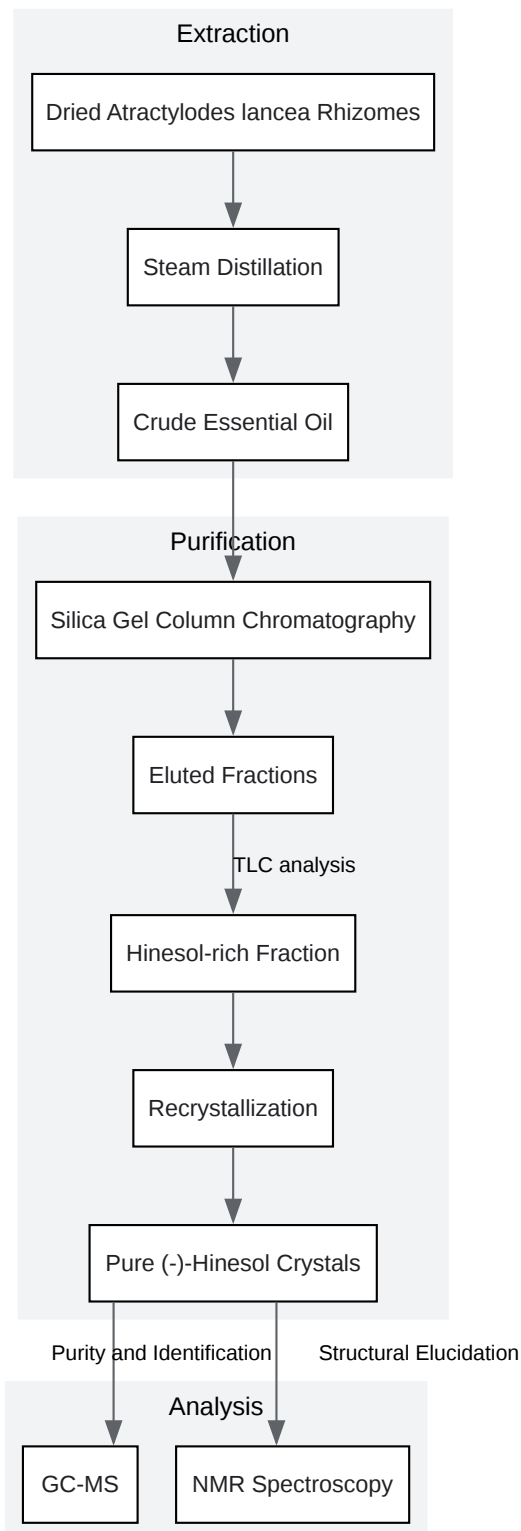 Extraction
Dried Atractylodes lancea Rhizomes
Steam Distillation
Crude Essential Oil
Purification
Silica Gel Column Chromatography
Eluted Fractions
TLC analysis
Hinesol-rich Fraction
Recrystallization
Pure (-)-Hinesol Crystals
Purity and Identification
Structural Elucidation
Analysis
GC-MS
NMR Spectroscopy